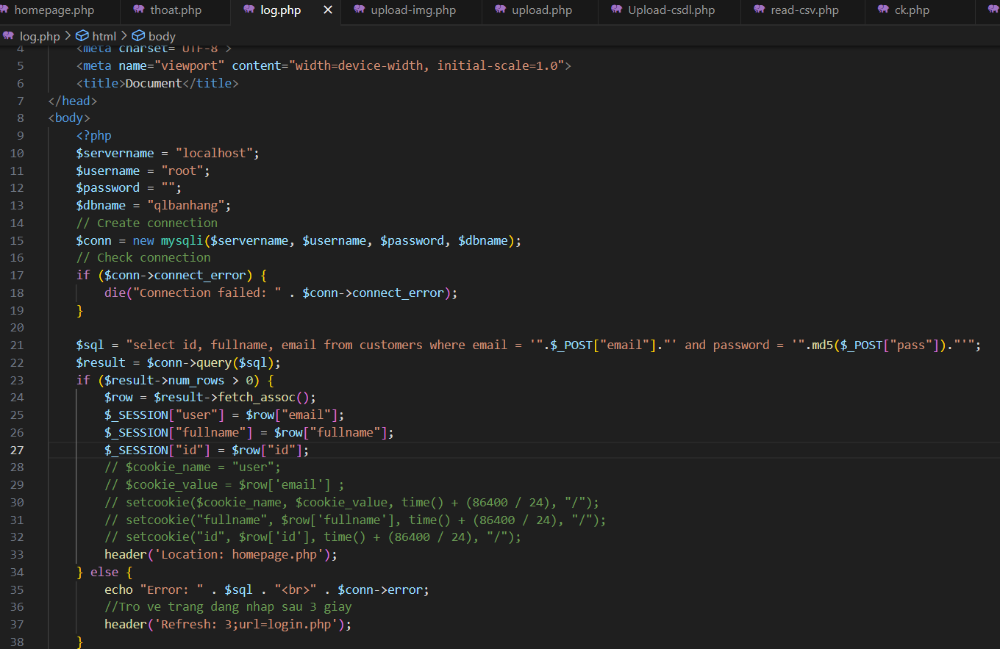 homepage.php thoat.php log.php upload-img.php upload.php Upload-csdl.php read-csv.php ck.php
log.php > html > body
4 <meta charset="UTF-8">
5 <meta name="viewport" content="width=device-width, initial-scale=1.0">
6 <title>Document</title>
7 </head>
8 <body>
9 <?php
10 $servername = "localhost";
11 $username = "root";
12 $password = "";
13 $dbname = "qlbanhang";
14 // Create connection
15 $conn = new mysqli($servername, $username, $password, $dbname);
16 // Check connection
17 if ($conn->connect_error) {
18 die("Connection failed: " . $conn->connect_error);
19 }
20
21 $sql = "select id, fullname, email from customers where email = '".$_POST["email"]."' and password = '".md5($_POST["pass"])."'";
22 $result = $conn->query($sql);
23 if ($result->num_rows > 0) {
24 $row = $result->fetch_assoc();
25 $_SESSION["user"] = $row["email"];
26 $_SESSION["fullname"] = $row["fullname"];
27 $_SESSION["id"] = $row["id"];
28 // $cookie_name = "user";
29 // $cookie_value = $row['email'] ;
30 // setcookie($cookie_name, $cookie_value, time() + (86400 / 24), "/");
31 // setcookie("fullname", $row['fullname'], time() + (86400 / 24), "/");
32 // setcookie("id", $row['id'], time() + (86400 / 24), "/");
33 header('Location: homepage.php');
34 } else {
35 echo "Error: " . $sql . "<br>" . $conn->error;
36 //Tro ve trang dang nhap sau 3 giay
37 header('Refresh: 3;url=login.php');
38 }